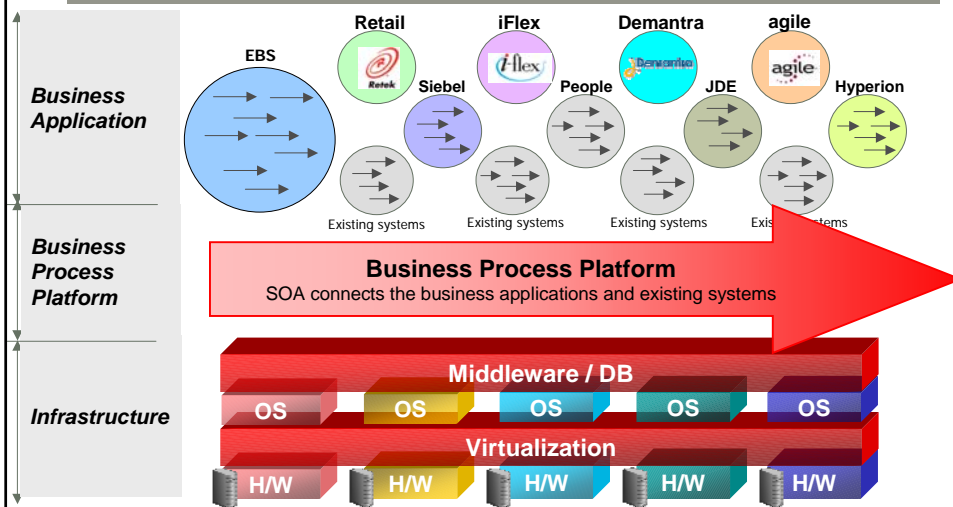 Retail
iFlex
Demantra
agile
EBS
Retek
i-flex
Demantra
agile
Siebel
People
JDE
Hyperion
Business
Application
Existing systems
Existing systems
Existing systems
Existing systems
Business
Process
Platform
Business Process Platform
SOA connects the business applications and existing systems
Infrastructure
Middleware / DB
OS
OS
OS
OS
OS
Virtualization
H/W
H/W
H/W
H/W
H/W